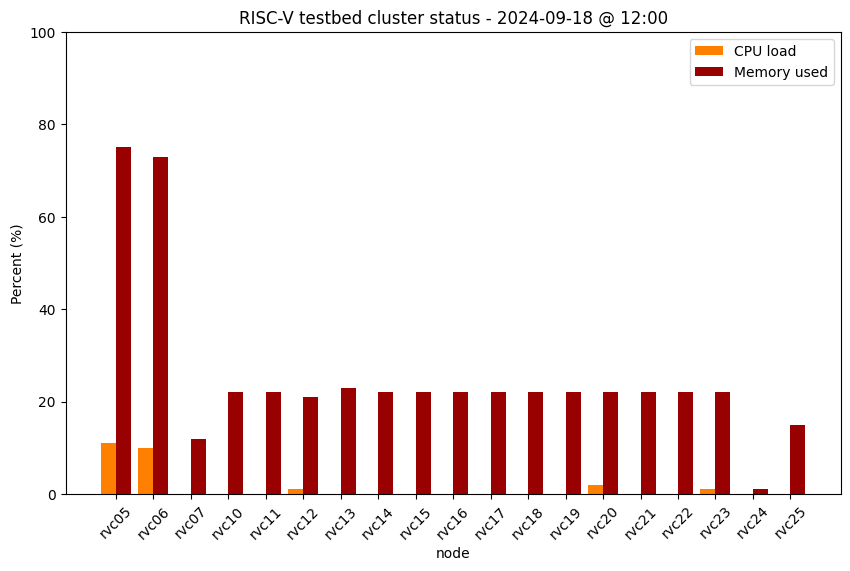 RISC-V testbed cluster status - 2024-09-18 @ 12:00
CPU load
Memory used
Percent (%)
100
80
60
40
20
0
rvc05
rvc06
rvc07
rvc10
rvc11
rvc12
rvc13
rvc14
rvc15
rvc16
rvc17
rvc18
rvc19
rvc20
rvc21
rvc22
rvc23
rvc24
rvc25
node